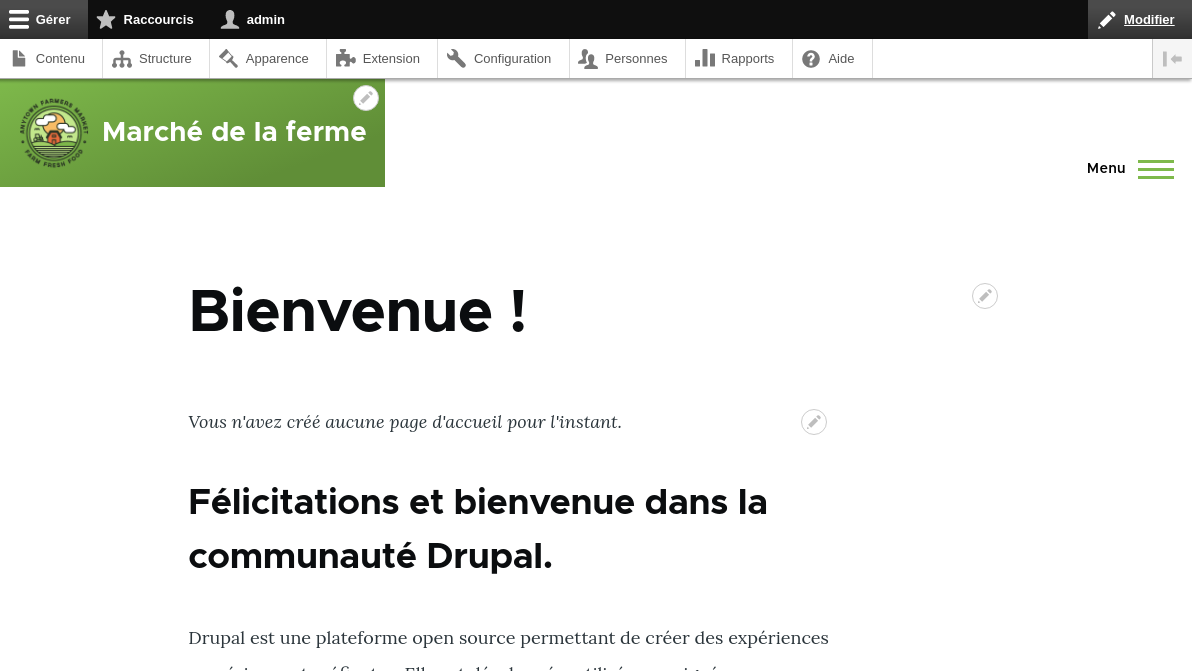 Gérer Raccourcis admin Modifier
Contenu Structure Apparence Extension Configuration Personnes Rapports Aide
ANYTOWN FARMERS MARKET
FARM FRESH FOOD
Marché de la ferme
Menu
Bienvenue !
Vous n'avez créé aucune page d'accueil pour l'instant.
Félicitations et bienvenue dans la
communauté Drupal.
Drupal est une plateforme open source permettant de créer des expériences